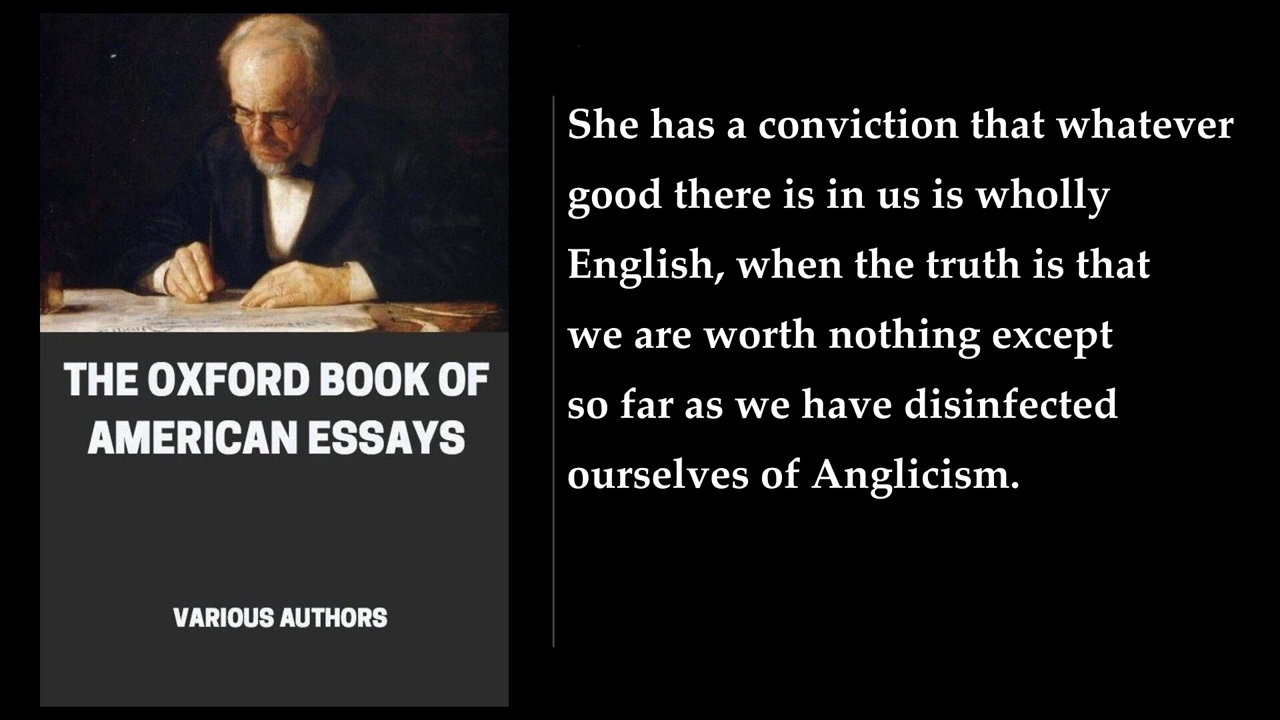 THE OXFORD BOOK OF
AMERICAN ESSAYS
VARIOUS AUTHORS
She has a conviction that whatever
good there is in us is wholly
English, when the truth is that
we are worth nothing except
so far as we have disinfected
ourselves of Anglicism.